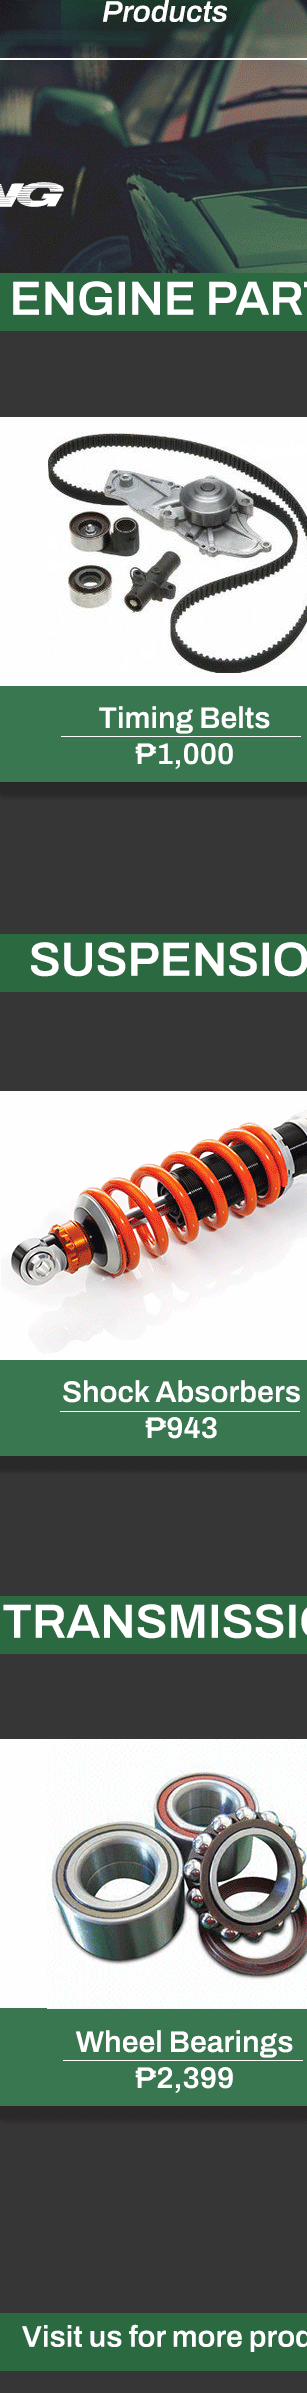 Products
NG
ENGINE PART
SUSPENSIO
Timing Belts
₱1,000
Shock Absorbers
₱943
TRANSMISSI
Wheel Bearings
₱2,399
Visit us for more prod